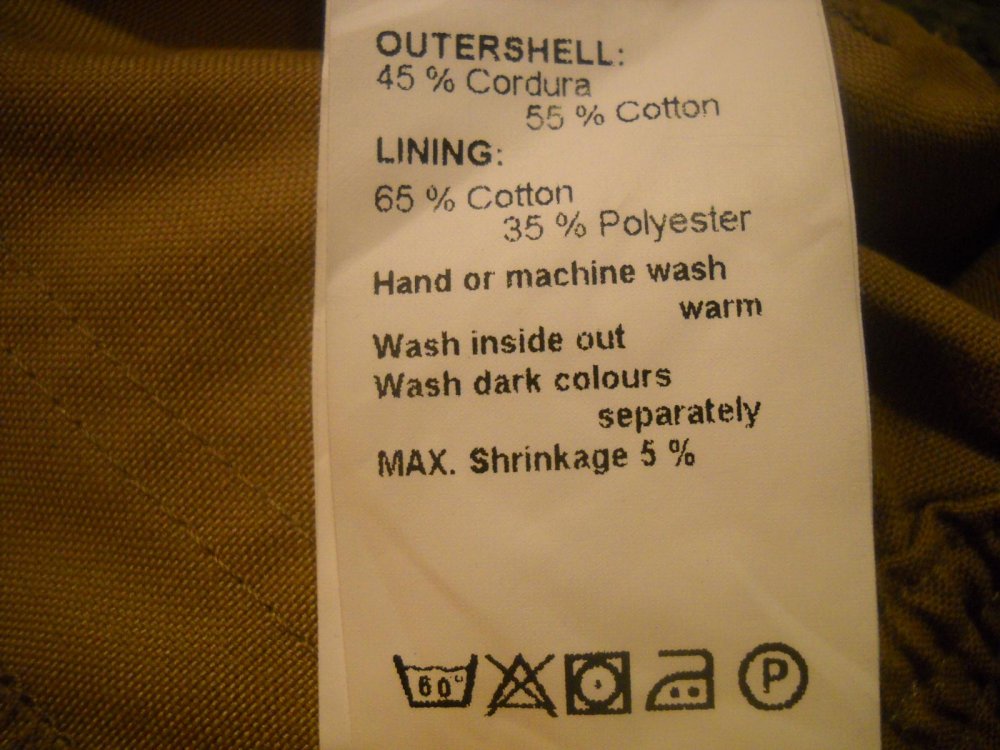 OUTERSHELL:
45 % Cordura
55 % Cotton
LINING:
65 % Cotton
35 % Polyester
Hand or machine wash
warm
Wash inside out
Wash dark colours
separately
MAX. Shrinkage 5 %
60° P